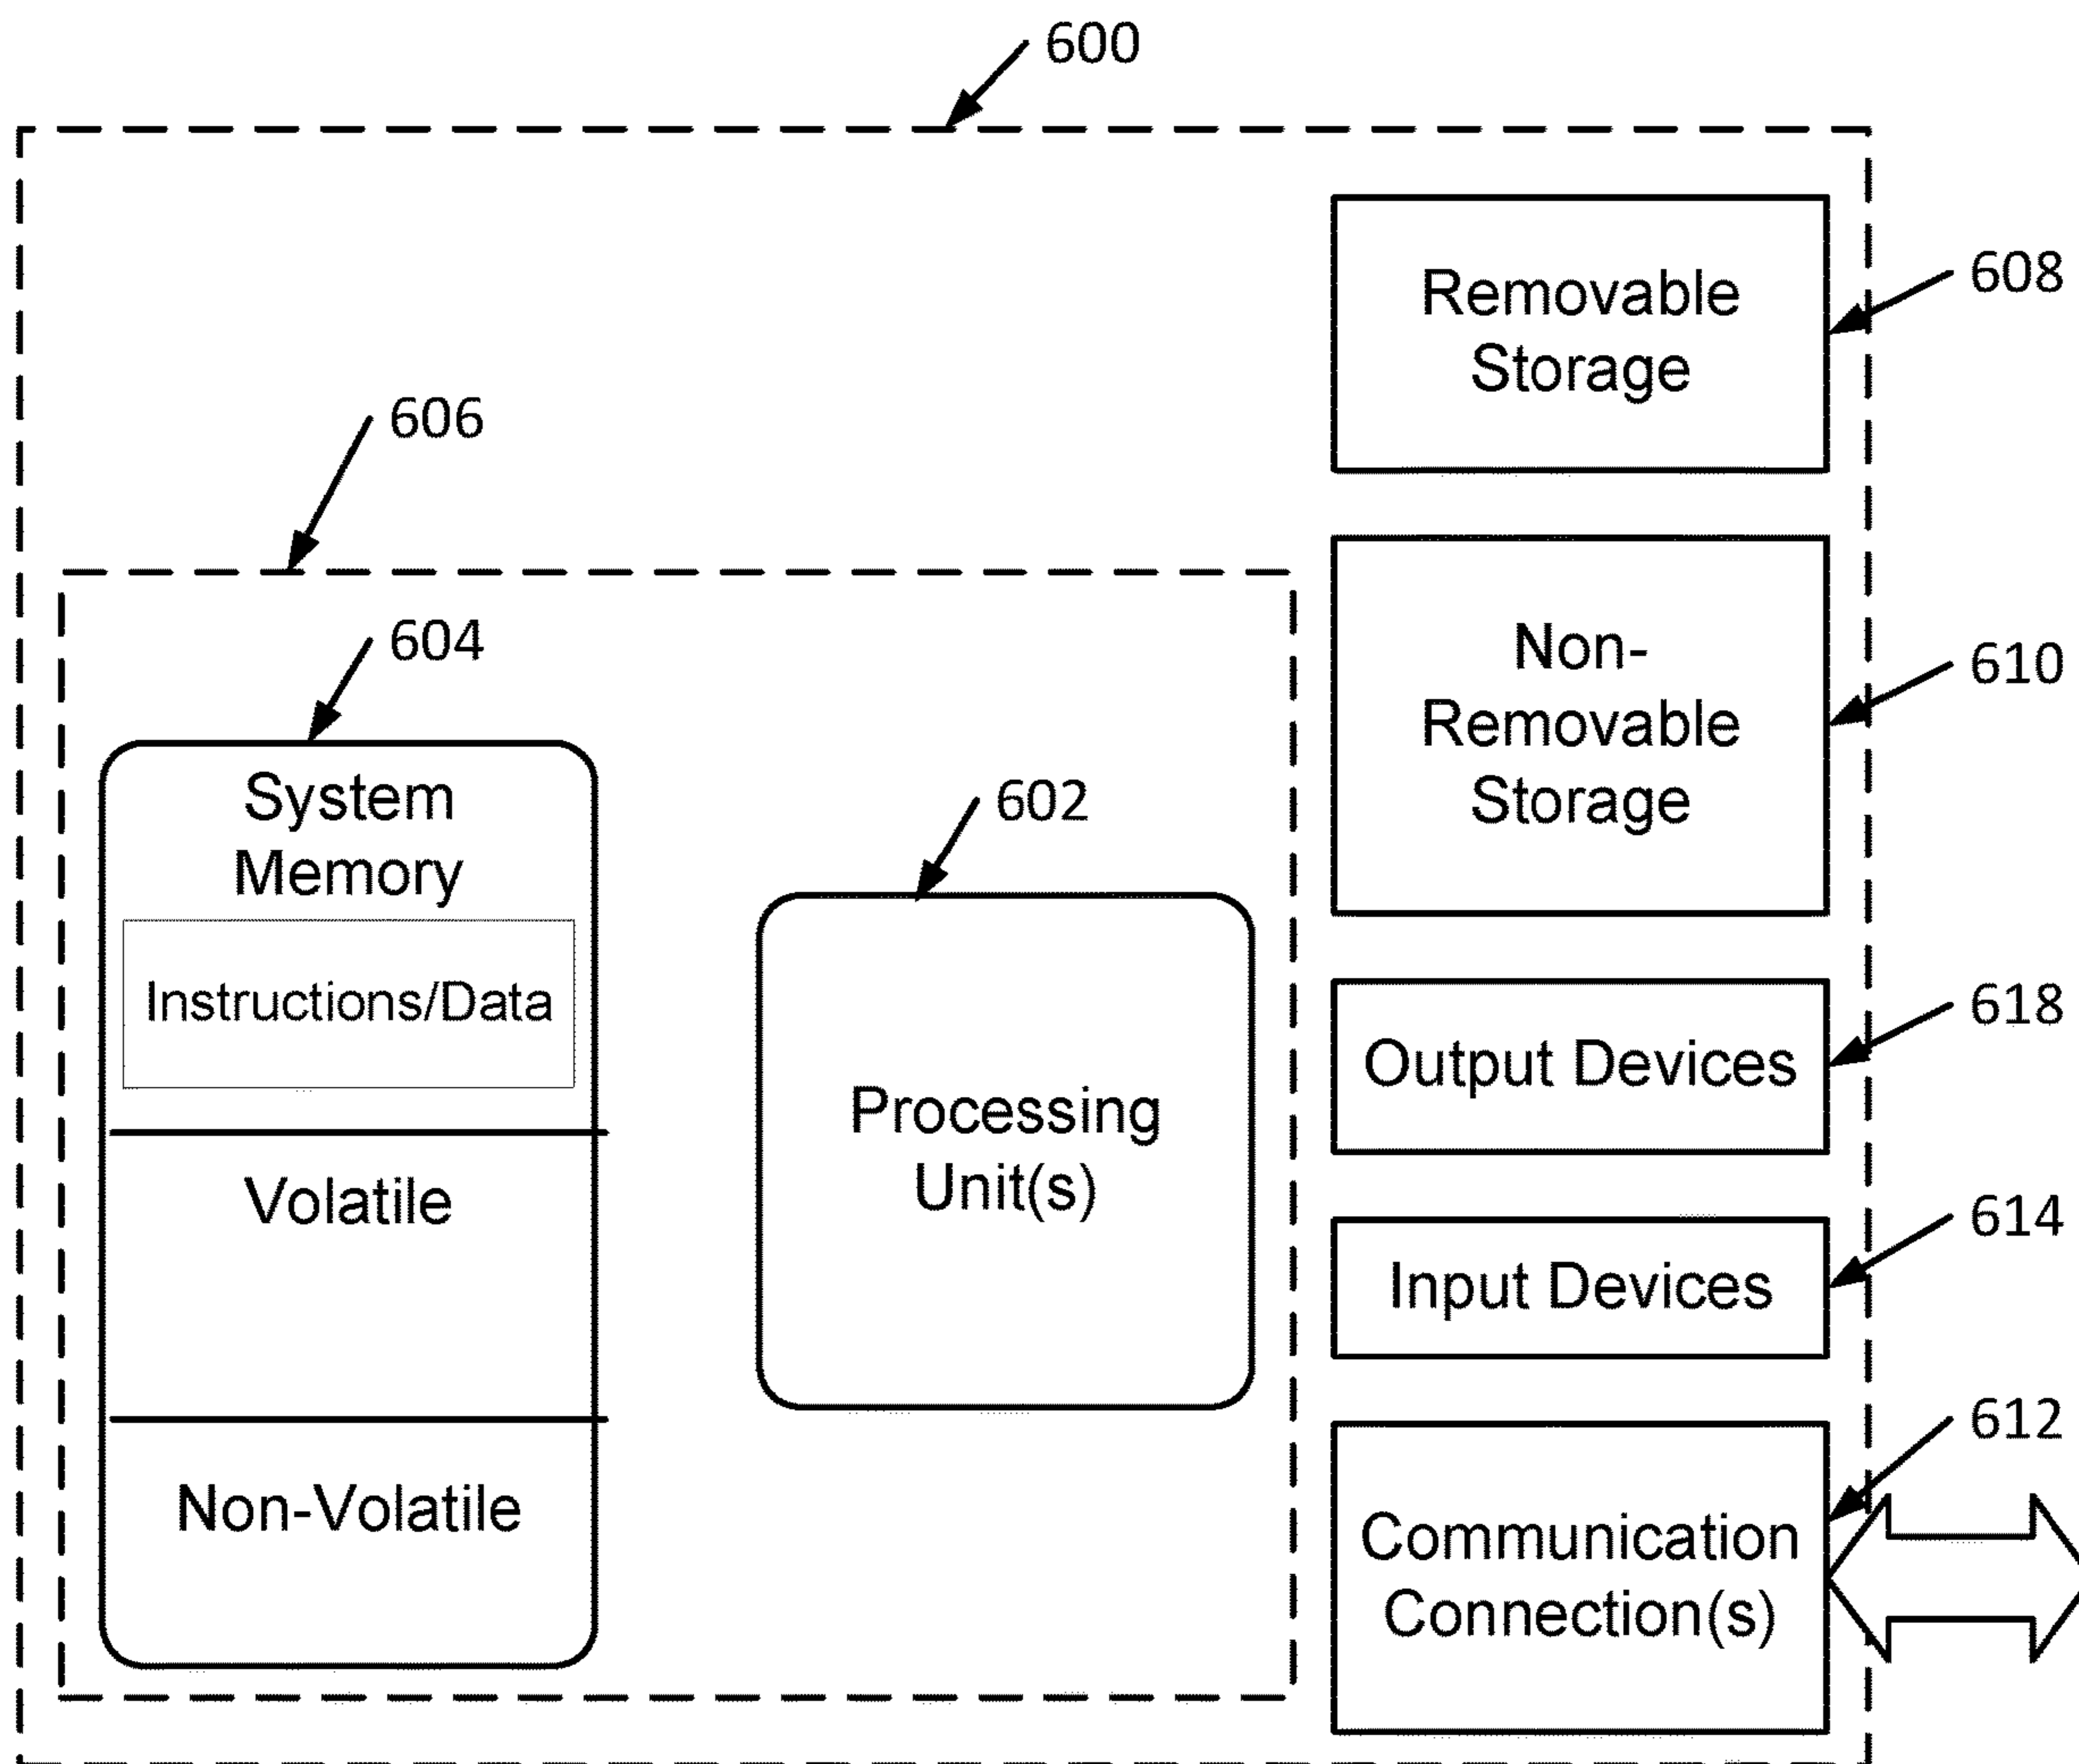 600
Removable
Storage
608
606
Non-
Removable
Storage
610
604
System
Memory
Instructions/Data
602
Processing
Unit(s)
Output Devices
618
Volatile
Input Devices
614
Non-Volatile
Communication
Connection(s)
612